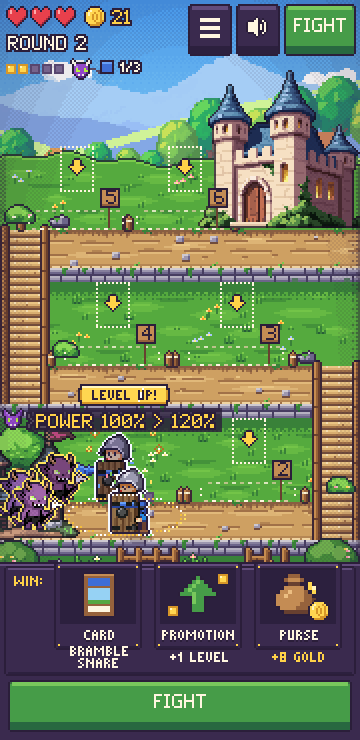 21
FIGHT
ROUND 2
1/3
5
6
4
3
LEVEL UP!
POWER 100% > 120%
2
WIN:
CARD
BRAMBLE
SNARE
PROMOTION
+1 LEVEL
PURSE
+8 GOLD
FIGHT